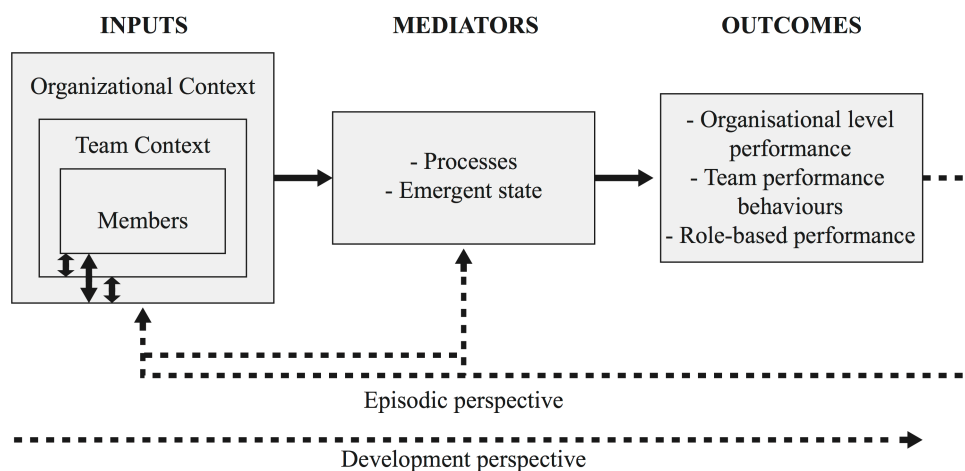 INPUTS
MEDIATORS
OUTCOMES
Organizational Context
Team Context
Members
- Processes
- Emergent state
- Organisational level
performance
- Team performance
behaviours
- Role-based performance
Episodic perspective
Development perspective